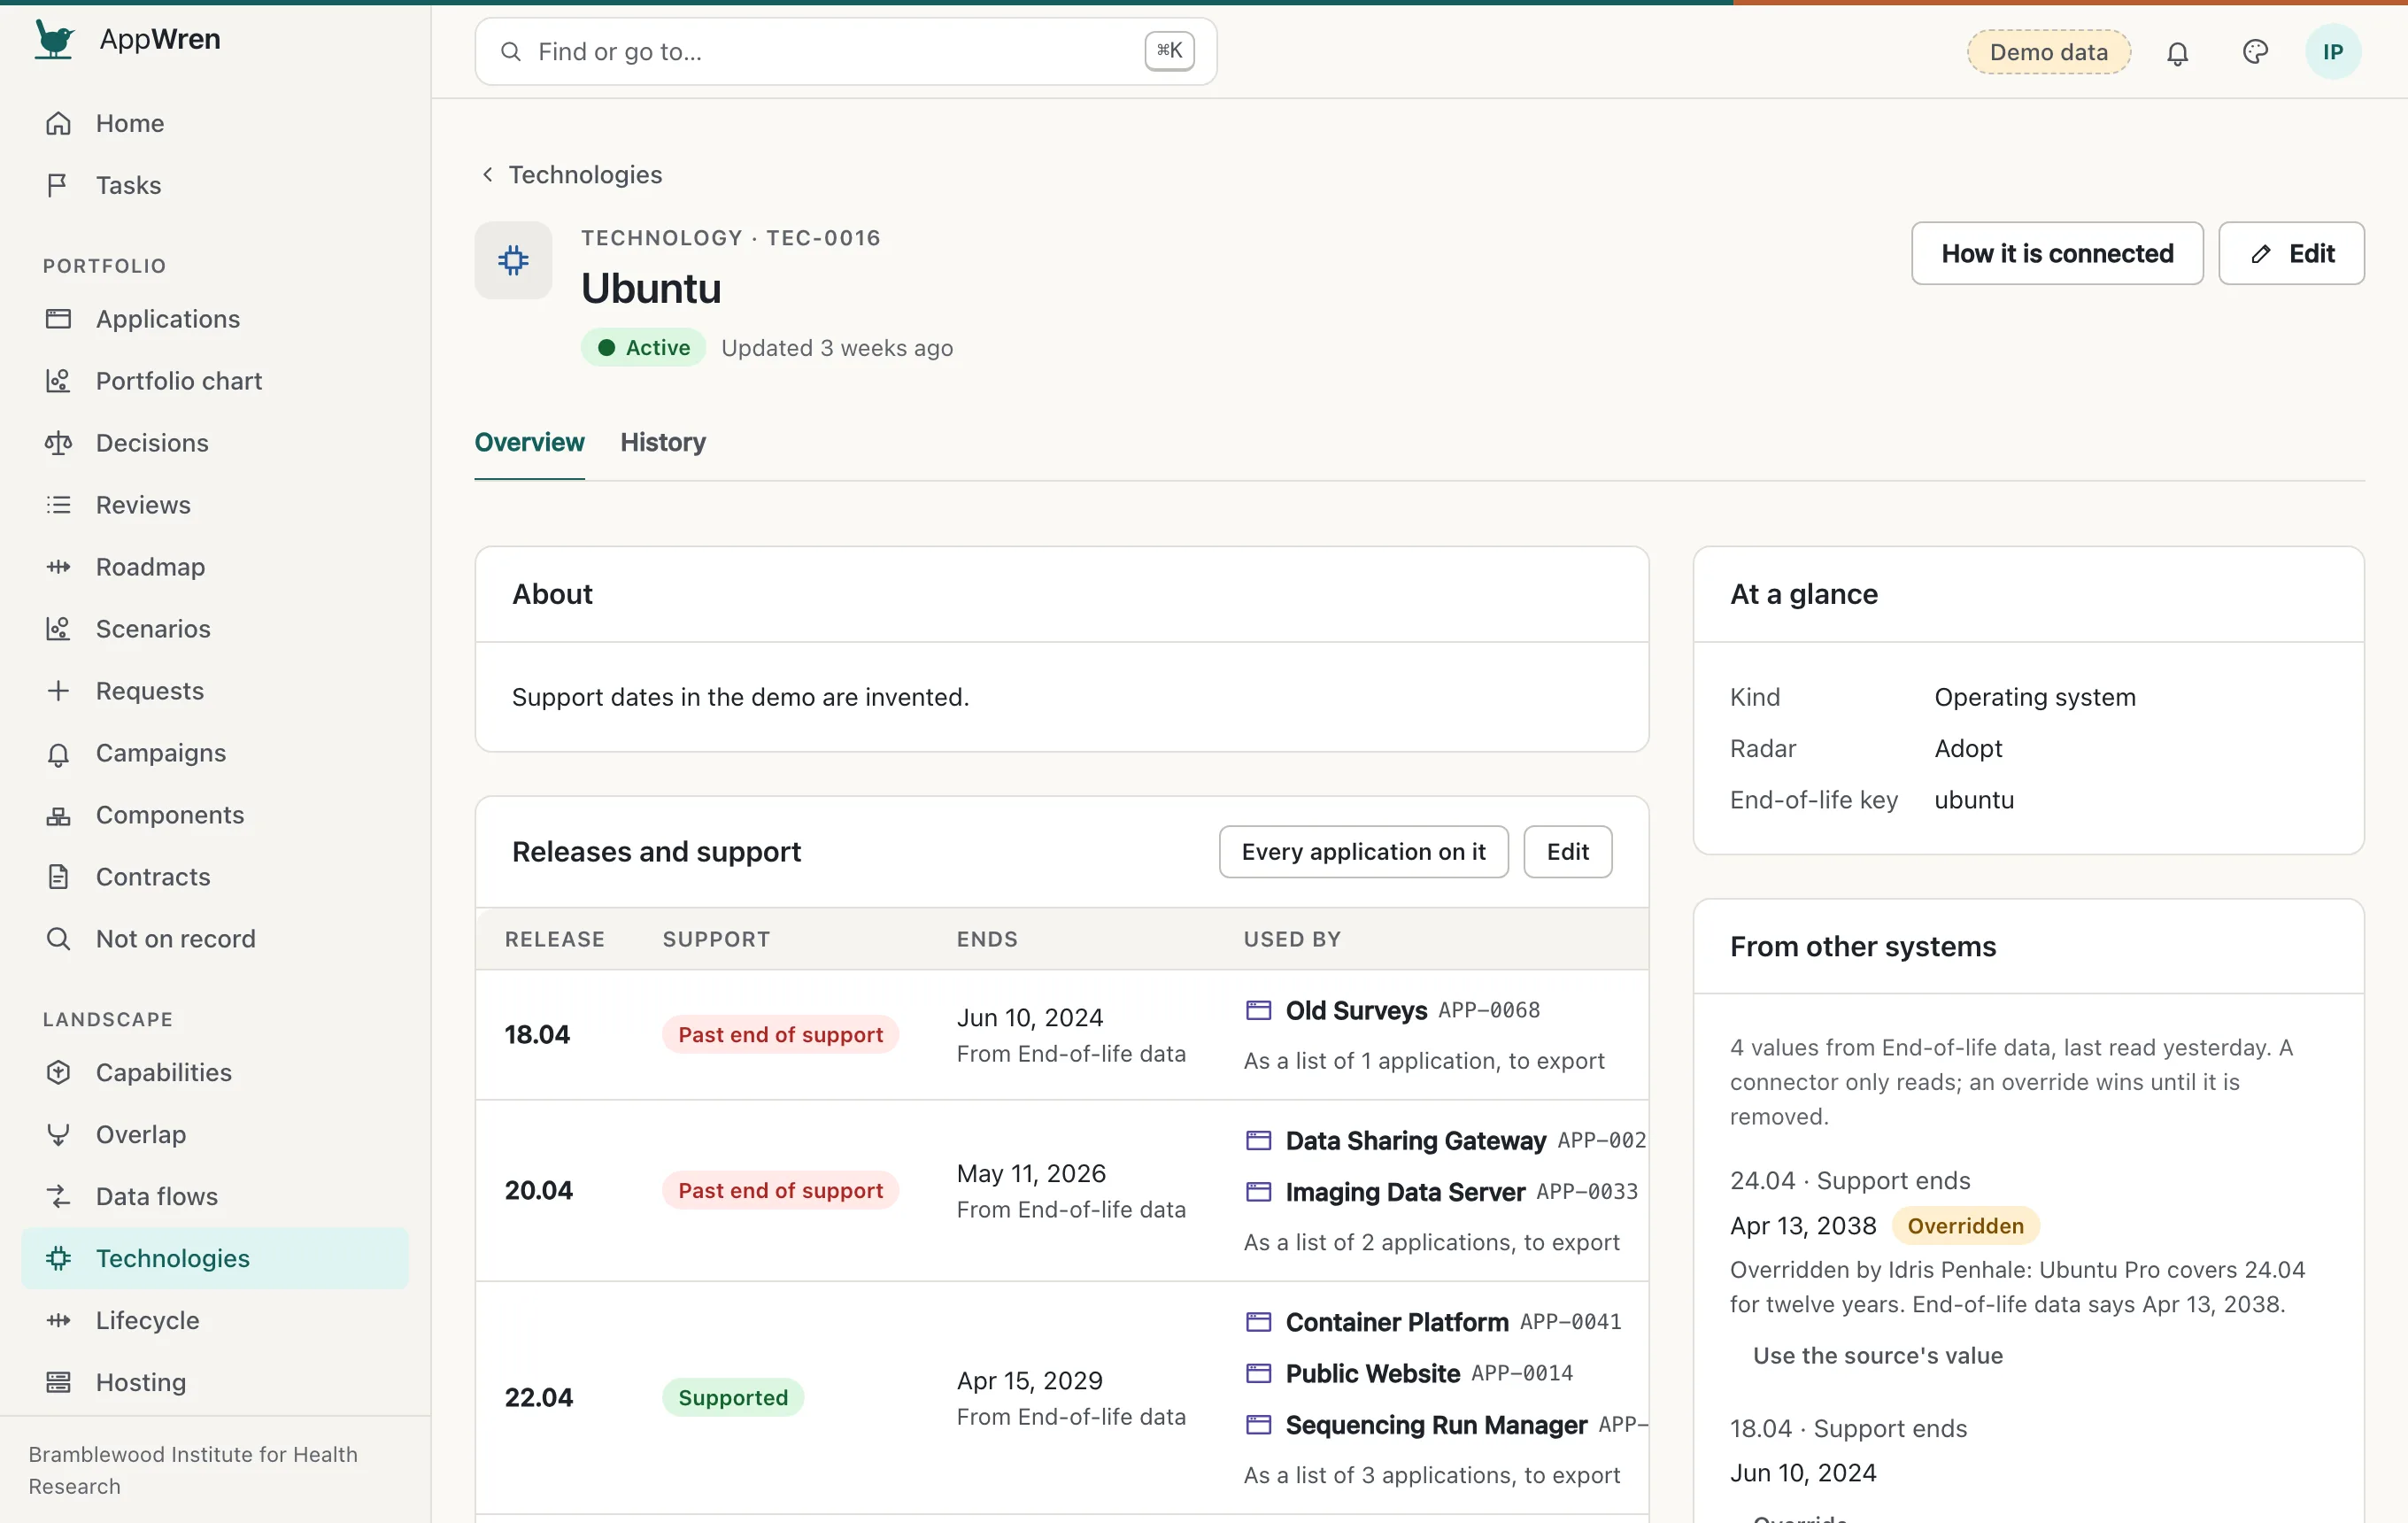 AppWren
Find or go to...
⌘K
Demo data
IP
Home
Tasks
PORTFOLIO
Applications
Portfolio chart
Decisions
Reviews
Roadmap
Scenarios
Requests
Campaigns
Components
Contracts
Not on record
LANDSCAPE
Capabilities
Overlap
Data flows
Technologies
Lifecycle
Hosting
Bramblewood Institute for Health
Research
Technologies
TECHNOLOGY · TEC-0016
Ubuntu
Active Updated 3 weeks ago
How it is connected
Edit
Overview History
About
Support dates in the demo are invented.
Releases and support
Every application on it
Edit
RELEASE SUPPORT ENDS USED BY
18.04
Past end of support
Jun 10, 2024
From End-of-life data
Old Surveys APP-0068
As a list of 1 application, to export
20.04
Past end of support
May 11, 2026
From End-of-life data
Data Sharing Gateway APP-002
Imaging Data Server APP-0033
As a list of 2 applications, to export
22.04
Supported
Apr 15, 2029
From End-of-life data
Container Platform APP-0041
Public Website APP-0014
Sequencing Run Manager APP-
As a list of 3 applications, to export
At a glance
Kind Operating system
Radar Adopt
End-of-life key ubuntu
From other systems
4 values from End-of-life data, last read yesterday. A
connector only reads; an override wins until it is
removed.
24.04 · Support ends
Apr 13, 2038 Overridden
Overridden by Idris Penhale: Ubuntu Pro covers 24.04
for twelve years. End-of-life data says Apr 13, 2038.
Use the source's value
18.04 · Support ends
Jun 10, 2024